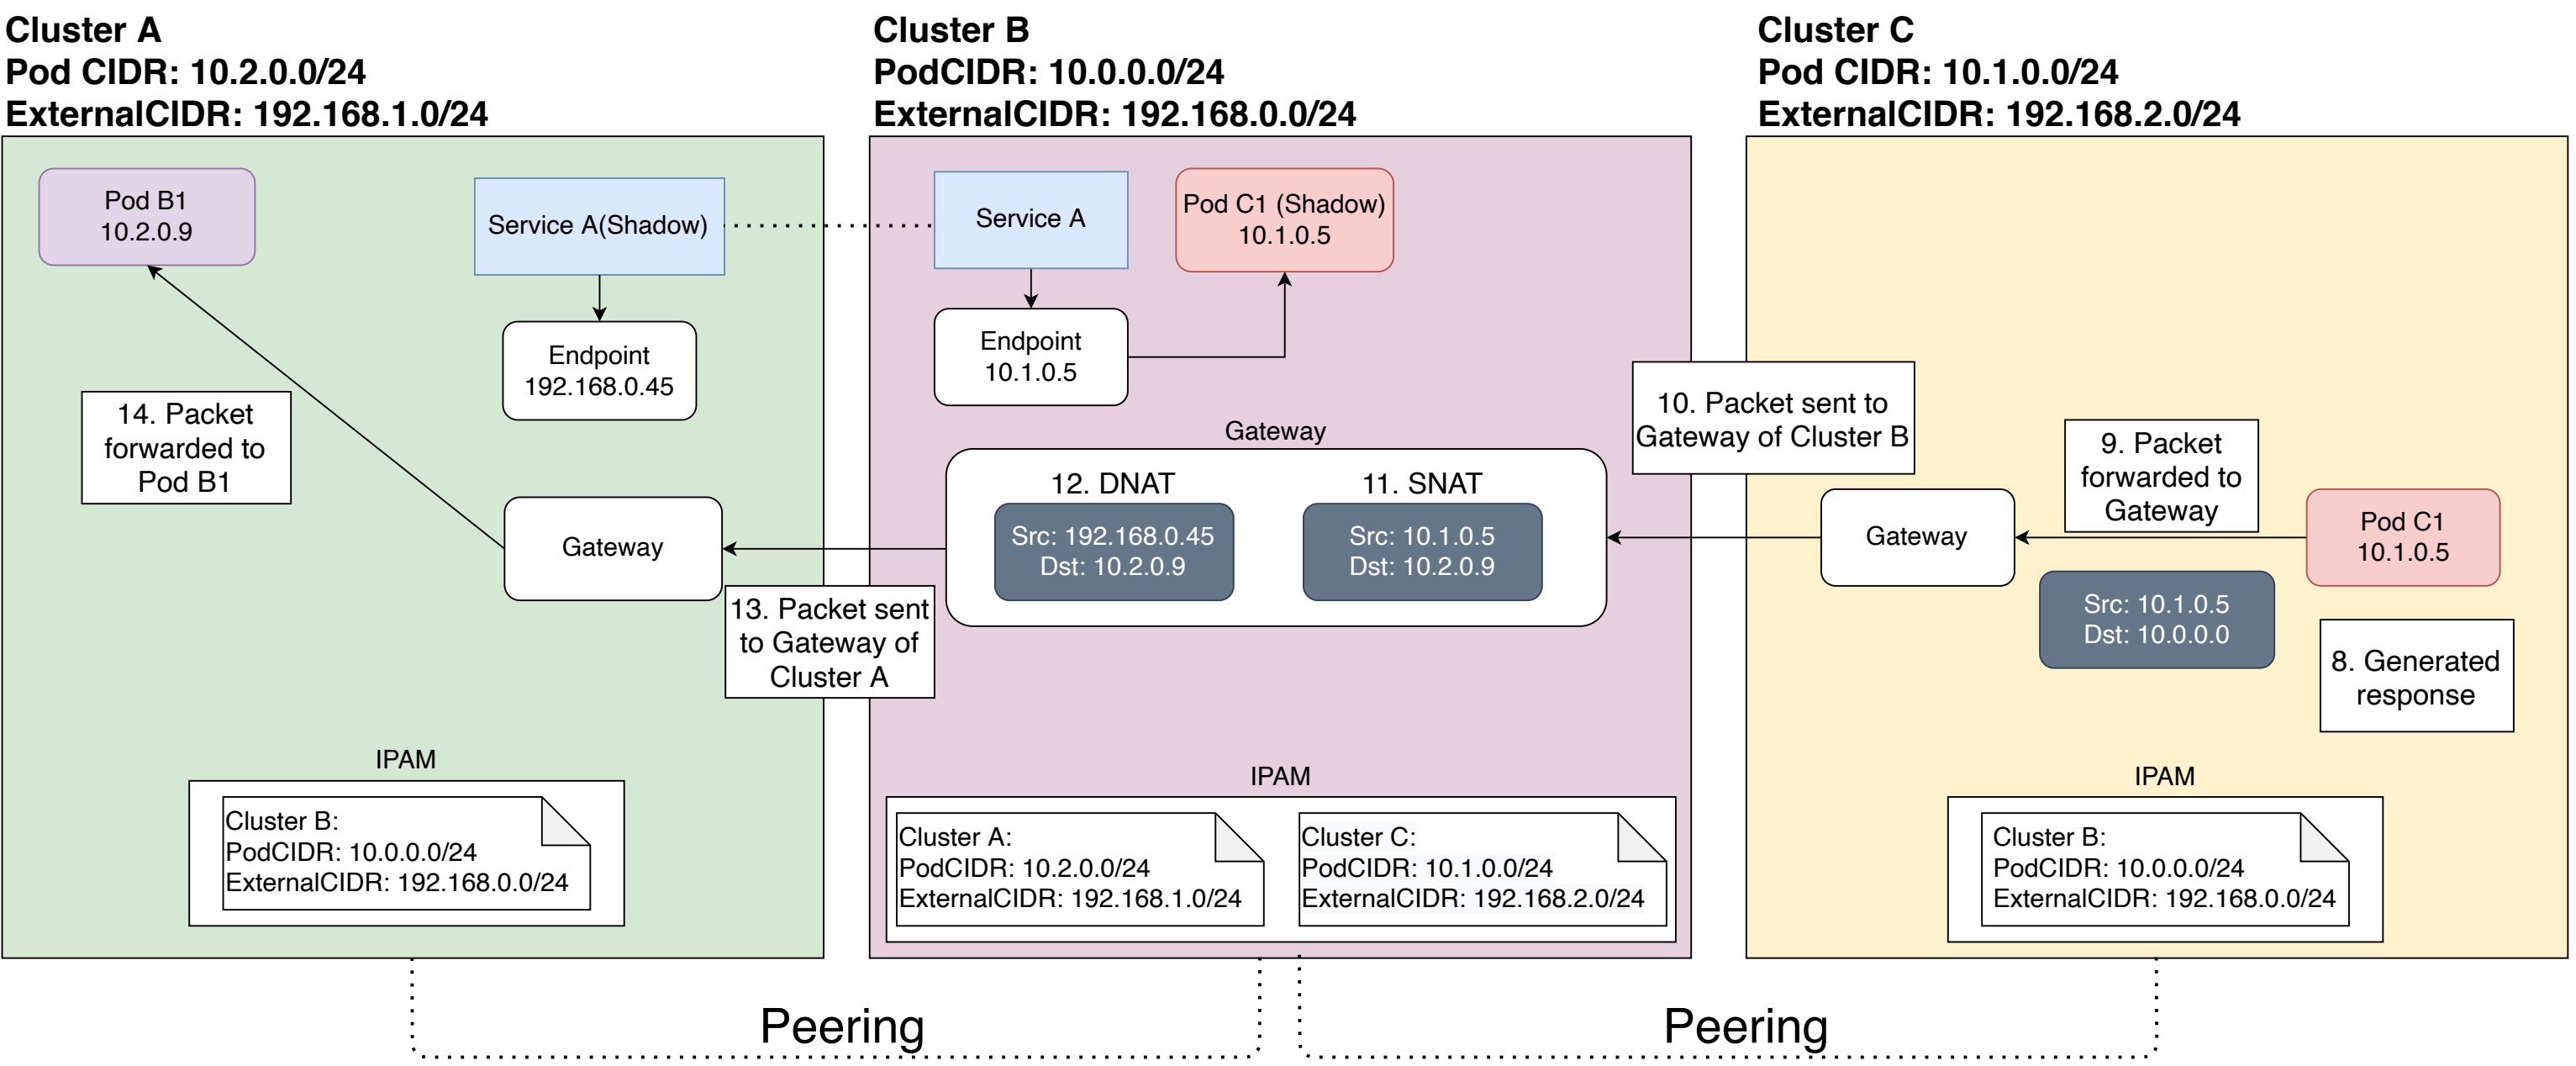 Cluster A
Pod CIDR: 10.2.0.0/24
ExternalCIDR: 192.168.1.0/24
Cluster B
PodCIDR: 10.0.0.0/24
ExternalCIDR: 192.168.0.0/24
Cluster C
Pod CIDR: 10.1.0.0/24
ExternalCIDR: 192.168.2.0/24
Pod B1
10.2.0.9
Service A(Shadow)
Endpoint
192.168.0.45
14. Packet
forwarded to
Pod B1
Gateway
13. Packet sent
to Gateway of
Cluster A
IPAM
Cluster B:
PodCIDR: 10.0.0.0/24
ExternalCIDR: 192.168.0.0/24
Service A
Pod C1 (Shadow)
10.1.0.5
Endpoint
10.1.0.5
Gateway
12. DNAT
Src: 192.168.0.45
Dst: 10.2.0.9
11. SNAT
Src: 10.1.0.5
Dst: 10.2.0.9
IPAM
Cluster A:
PodCIDR: 10.2.0.0/24
ExternalCIDR: 192.168.1.0/24
Cluster C:
PodCIDR: 10.1.0.0/24
ExternalCIDR: 192.168.2.0/24
10. Packet sent to
Gateway of Cluster B
9. Packet
forwarded to
Gateway
Gateway
Pod C1
10.1.0.5
Src: 10.1.0.5
Dst: 10.0.0.0
8. Generated
response
IPAM
Cluster B:
PodCIDR: 10.0.0.0/24
ExternalCIDR: 192.168.0.0/24
Peering
Peering